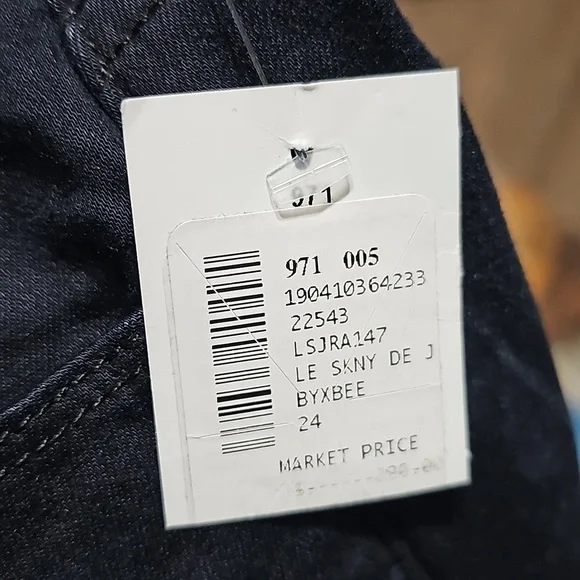 971
971 005
190410364233
22543
LSJRA147
LE SKNY DE J
BYXBEE
24
MARKET PRICE